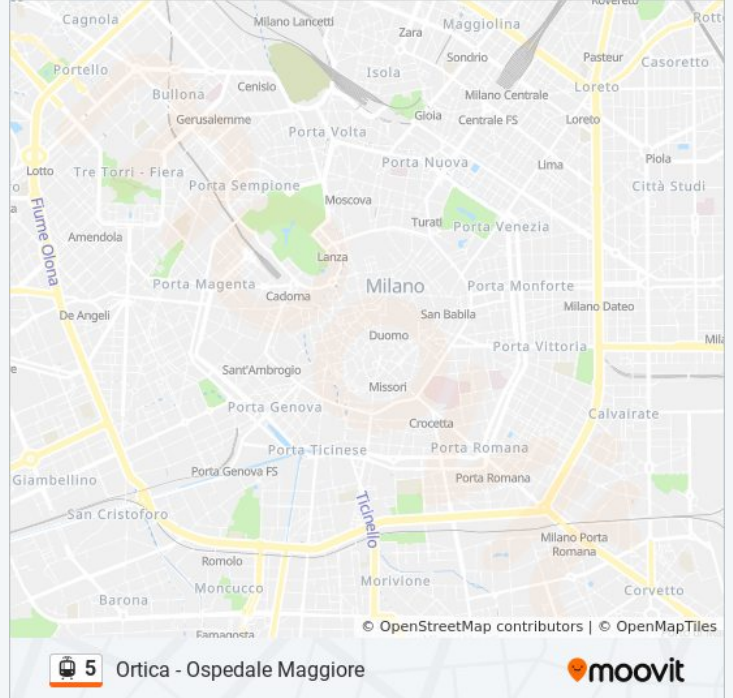 Rovereto
Cagnola
Milano Lancetti
Maggiolina
Rott
Zara
Sondrio
Pasteur
Casoretto
Portello
Isola
Bullona
Cenisio
Milano Centrale
Loreto
Gerusalemme
Gioia
Centrale FS
Loreto
Porta Volta
Lotto
Tre Torri - Fiera
Porta Nuova
Lima
Piola
o
Porta Sempione
Città Studi
Moscova
a
Fiume Olona
Turati
Porta Venezia
Amendola
Lanza
Porta Magenta
Milano
Porta Monforte
Cadorna
De Angeli
San Babila
Milano Dateo
Duomo
Porta Vittoria
Mila
e
Sant'Ambrogio
Missori
Porta Genova
Crocetta
Calvairate
Porta Ticinese
Porta Romana
Giambellino
Porta Genova FS
Porta Romana
San Cristoforo
Ticinello
Milano Porta
Romana
Romolo
Moncucco
Morivione
Corvetto
Barona
Famagosta
© OpenStreetMap contributors | © OpenMapTiles
5 Ortica - Ospedale Maggiore
moovit